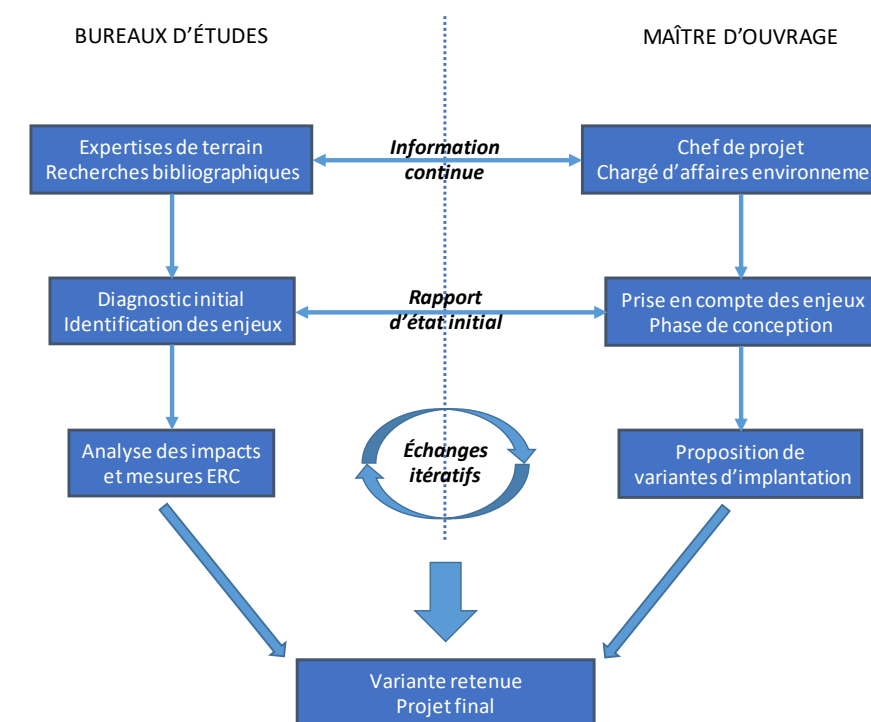 BUREAUX D'ÉTUDES
MAÎTRE D'OUVRAGE
Expertises de terrain
Recherches bibliographiques
Information
continue
Chef de projet
Chargé d'affaires environneme
Diagnostic initial
Identification des enjeux
Rapport
d'état initial
Prise en compte des enjeux
Phase de conception
Analyse des impacts
et mesures ERC
Échanges
itératifs
Proposition de
variantes d'implantation
Variante retenue
Projet final